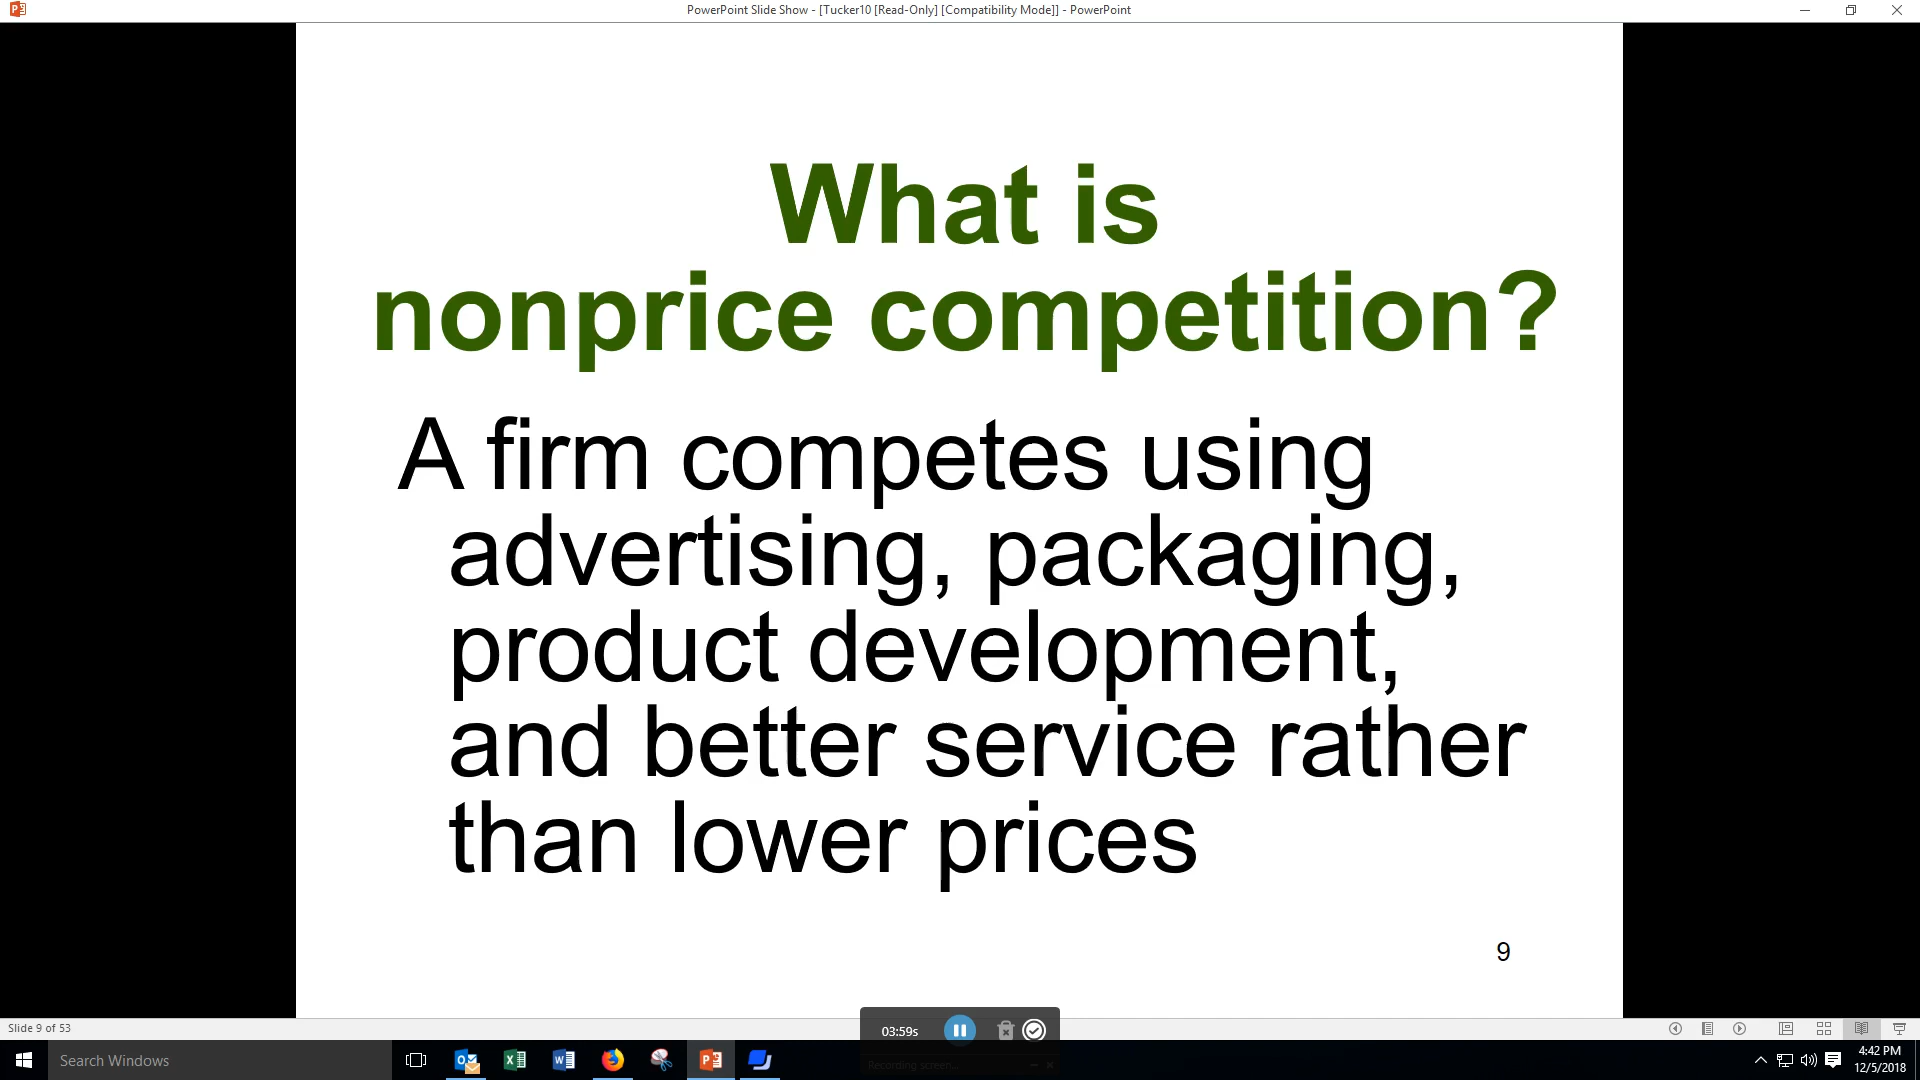 PowerPoint Slide Show - [Tucker10 [Read-Only] [Compatibility Mode]] - PowerPoint
What is
nonprice competition?
A firm competes using
advertising, packaging,
product development,
and better service rather
than lower prices
9
Slide 9 of 53
03:59s
Recording screen...
Search Windows
4:42 PM
12/5/2018